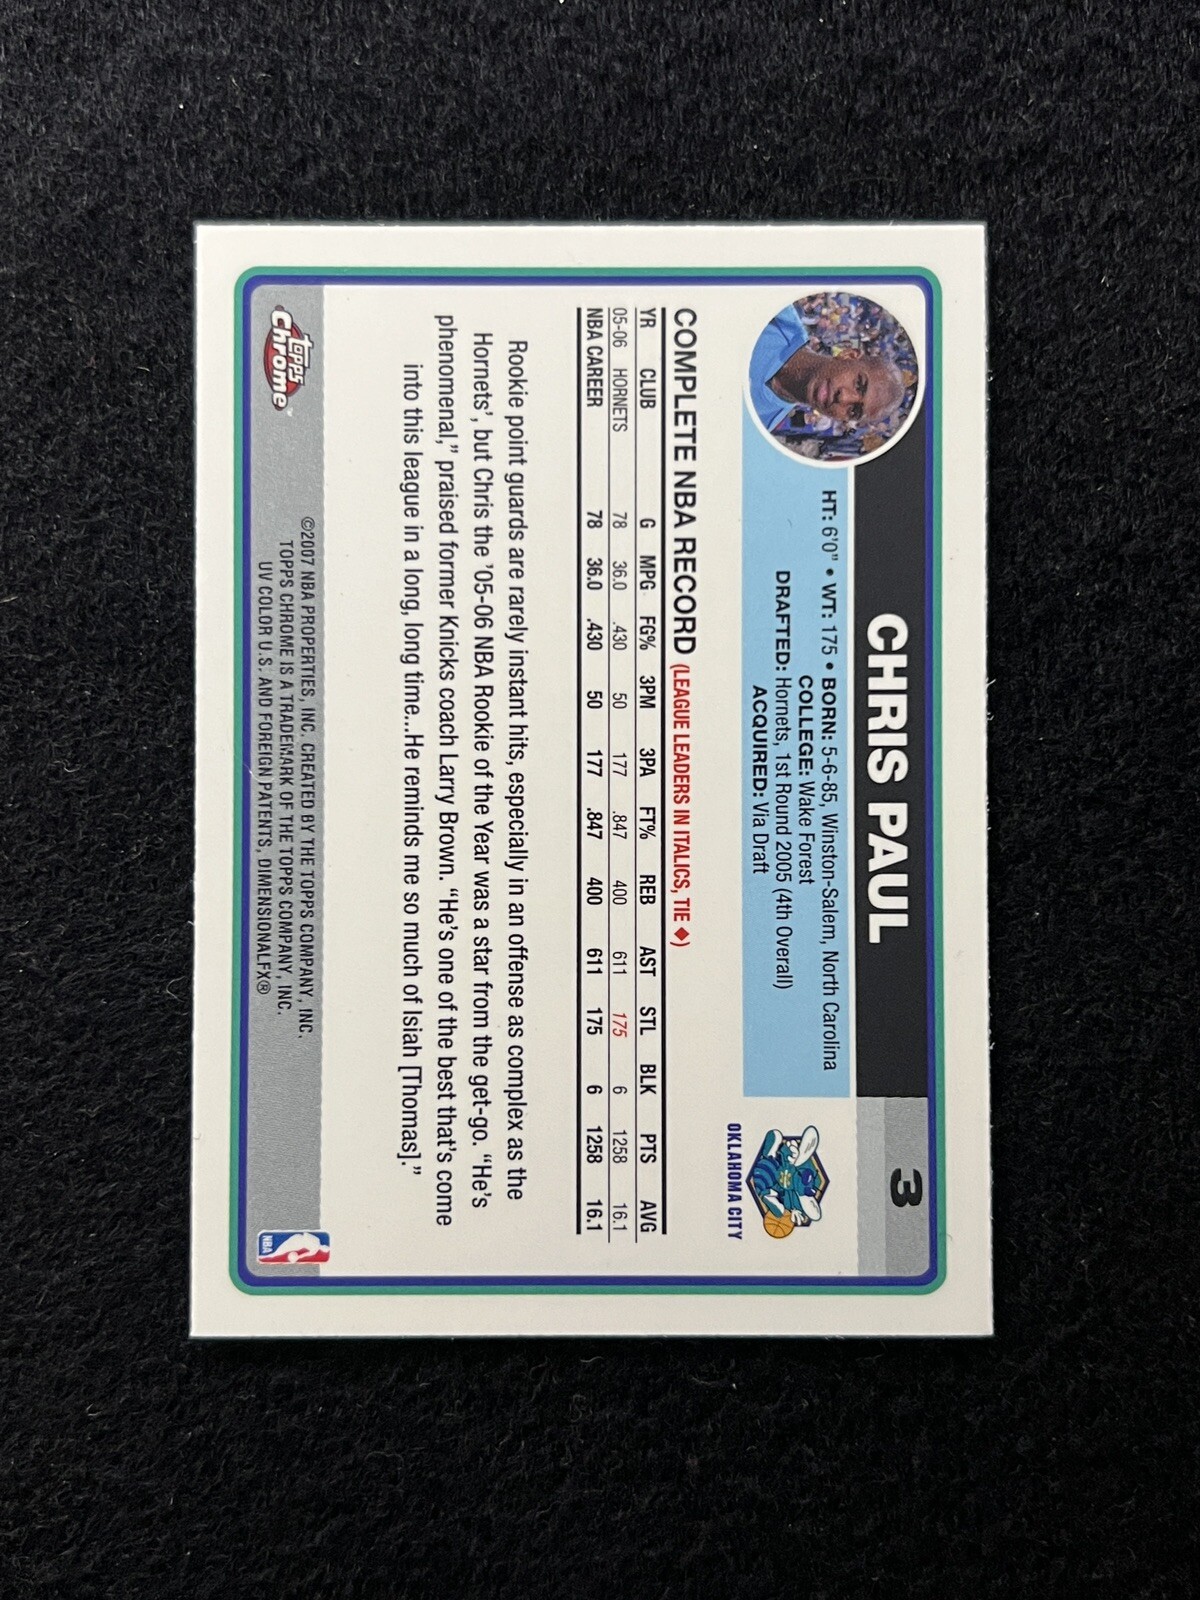 CHRIS PAUL
3
HT: 6'0" • WT: 175 • BORN: 5-6-85, Winston-Salem, North Carolina
COLLEGE: Wake Forest
DRAFTED: Hornets, 1st Round 2005 (4th Overall)
ACQUIRED: Via Draft
OKLAHOMA CITY
COMPLETE NBA RECORD (LEAGUE LEADERS IN ITALICS, TIE ◆)
YR CLUB G MPG FG% 3PM 3PA FT% REB AST STL BLK PTS AVG
05-06 HORNETS 78 36.0 .430 50 177 .847 400 611 175 6 1258 16.1
NBA CAREER 78 36.0 .430 50 177 .847 400 611 175 6 1258 16.1
Rookie point guards are rarely instant hits, especially in an offense as complex as the
Hornets', but Chris the '05-06 NBA Rookie of the Year was a star from the get-go. "He's
phenomenal," praised former Knicks coach Larry Brown. "He's one of the best that's come
into this league in a long, long time...He reminds me so much of Isiah [Thomas]."
topps
Chrome™
©2007 NBA PROPERTIES, INC. CREATED BY THE TOPPS COMPANY, INC.
TOPPS CHROME IS A TRADEMARK OF THE TOPPS COMPANY, INC.
UV COLOR U.S. AND FOREIGN PATENTS, DIMENSIONALFX®
NBA